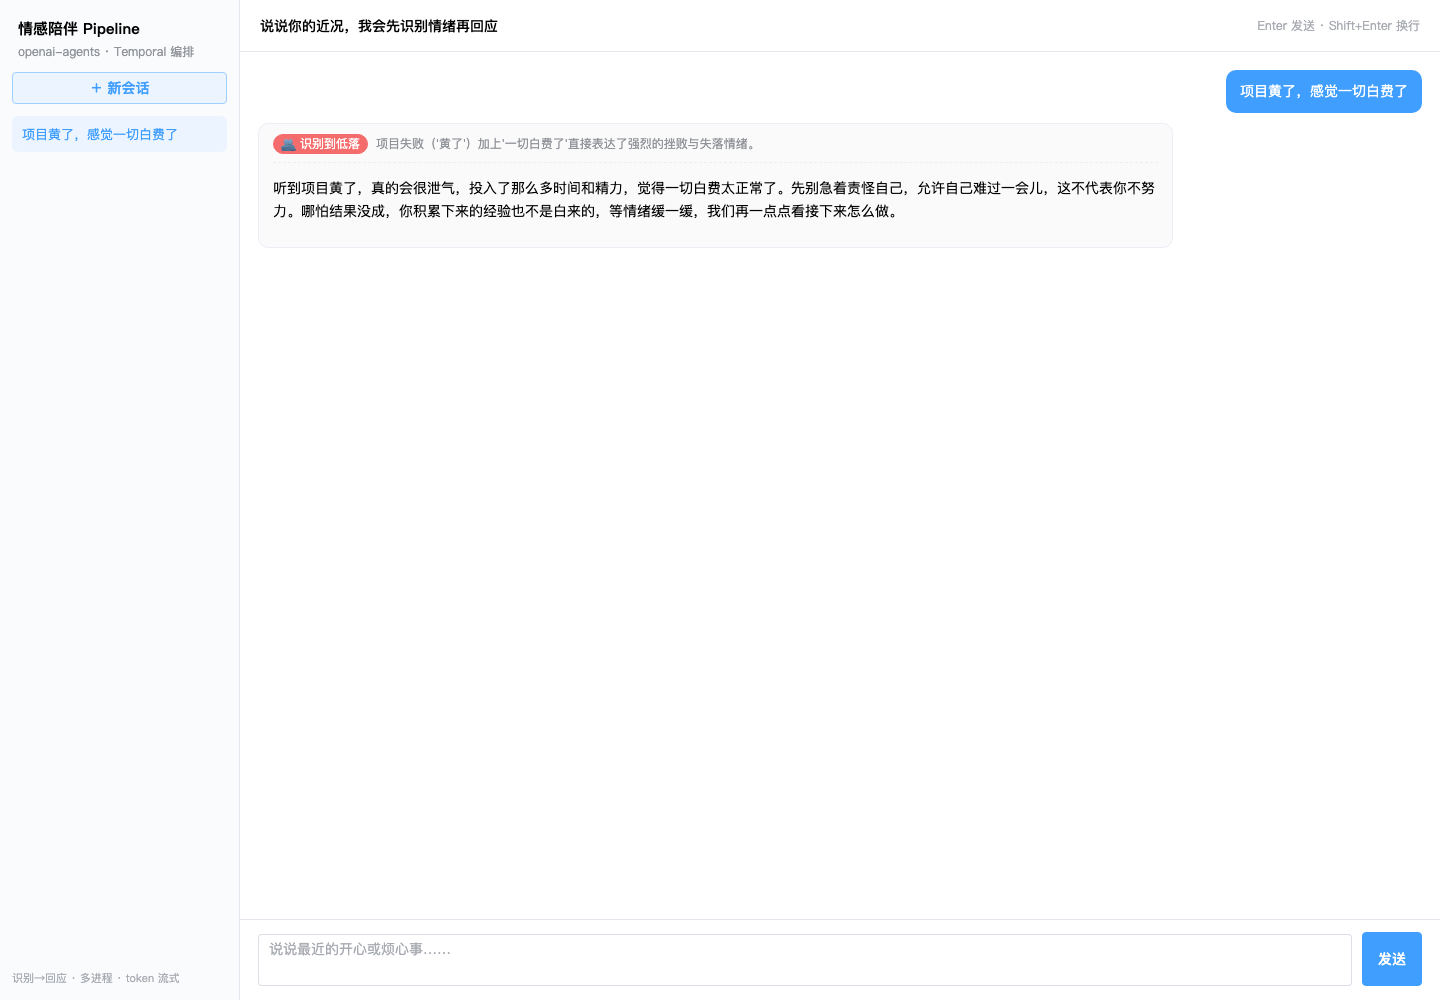 情感陪伴 Pipeline
openai-agents · Temporal 编排
+ 新会话
项目黄了，感觉一切白费了
识别→回应 · 多进程 · token 流式
说说你的近况，我会先识别情绪再回应
Enter 发送 · Shift+Enter 换行
项目黄了，感觉一切白费了
识别到低落 项目失败（'黄了'）加上'一切白费了'直接表达了强烈的挫败与失落情绪。
听到项目黄了，真的会很泄气，投入了那么多时间和精力，觉得一切白费太正常了。先别急着责怪自己，允许自己难过一会儿，这不代表你不努
力。哪怕结果没成，你积累下来的经验也不是白来的，等情绪缓一缓，我们再一点点看接下来怎么做。
说说最近的开心或烦心事……
发送